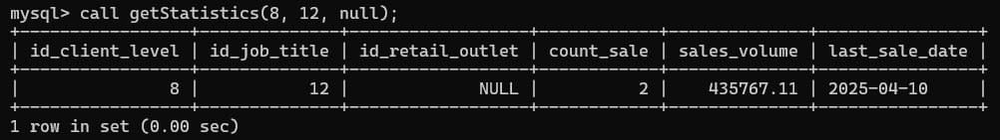 mysql> call getStatistics(8, 12, null);
+-----------------+--------------+------------------+------------+--------------+----------------+
| id_client_level | id_job_title | id_retail_outlet | count_sale | sales_volume | last_sale_date |
+-----------------+--------------+------------------+------------+--------------+----------------+
|               8 |           12 |             NULL |          2 |    435767.11 | 2025-04-10     |
+-----------------+--------------+------------------+------------+--------------+----------------+
1 row in set (0.00 sec)